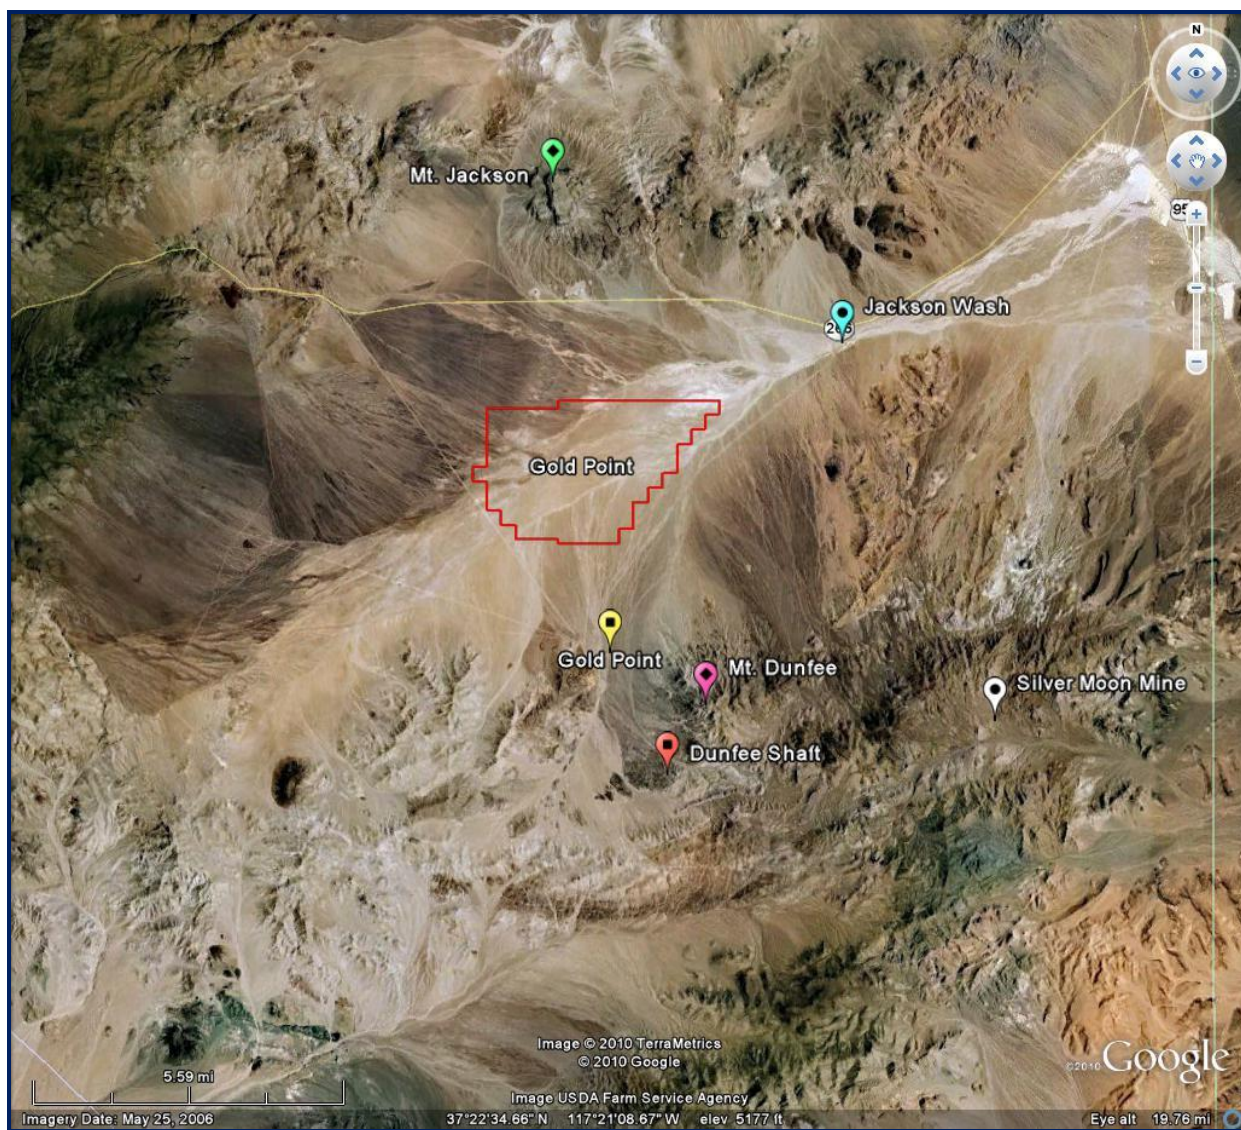 N
Mt. Jackson
95
Jackson Wash
266
Gold Point
Gold Point
Mt. Dunfee
Silver Moon Mine
Dunfee Shaft
Image © 2010 TerraMetrics
© 2010 Google
©2010 Google
5.59 mi
Image USDA Farm Service Agency
Imagery Date: May 25, 2006
37°22'34.66" N 117°21'08.67" W elev 5177 ft
Eye alt 19.76 mi